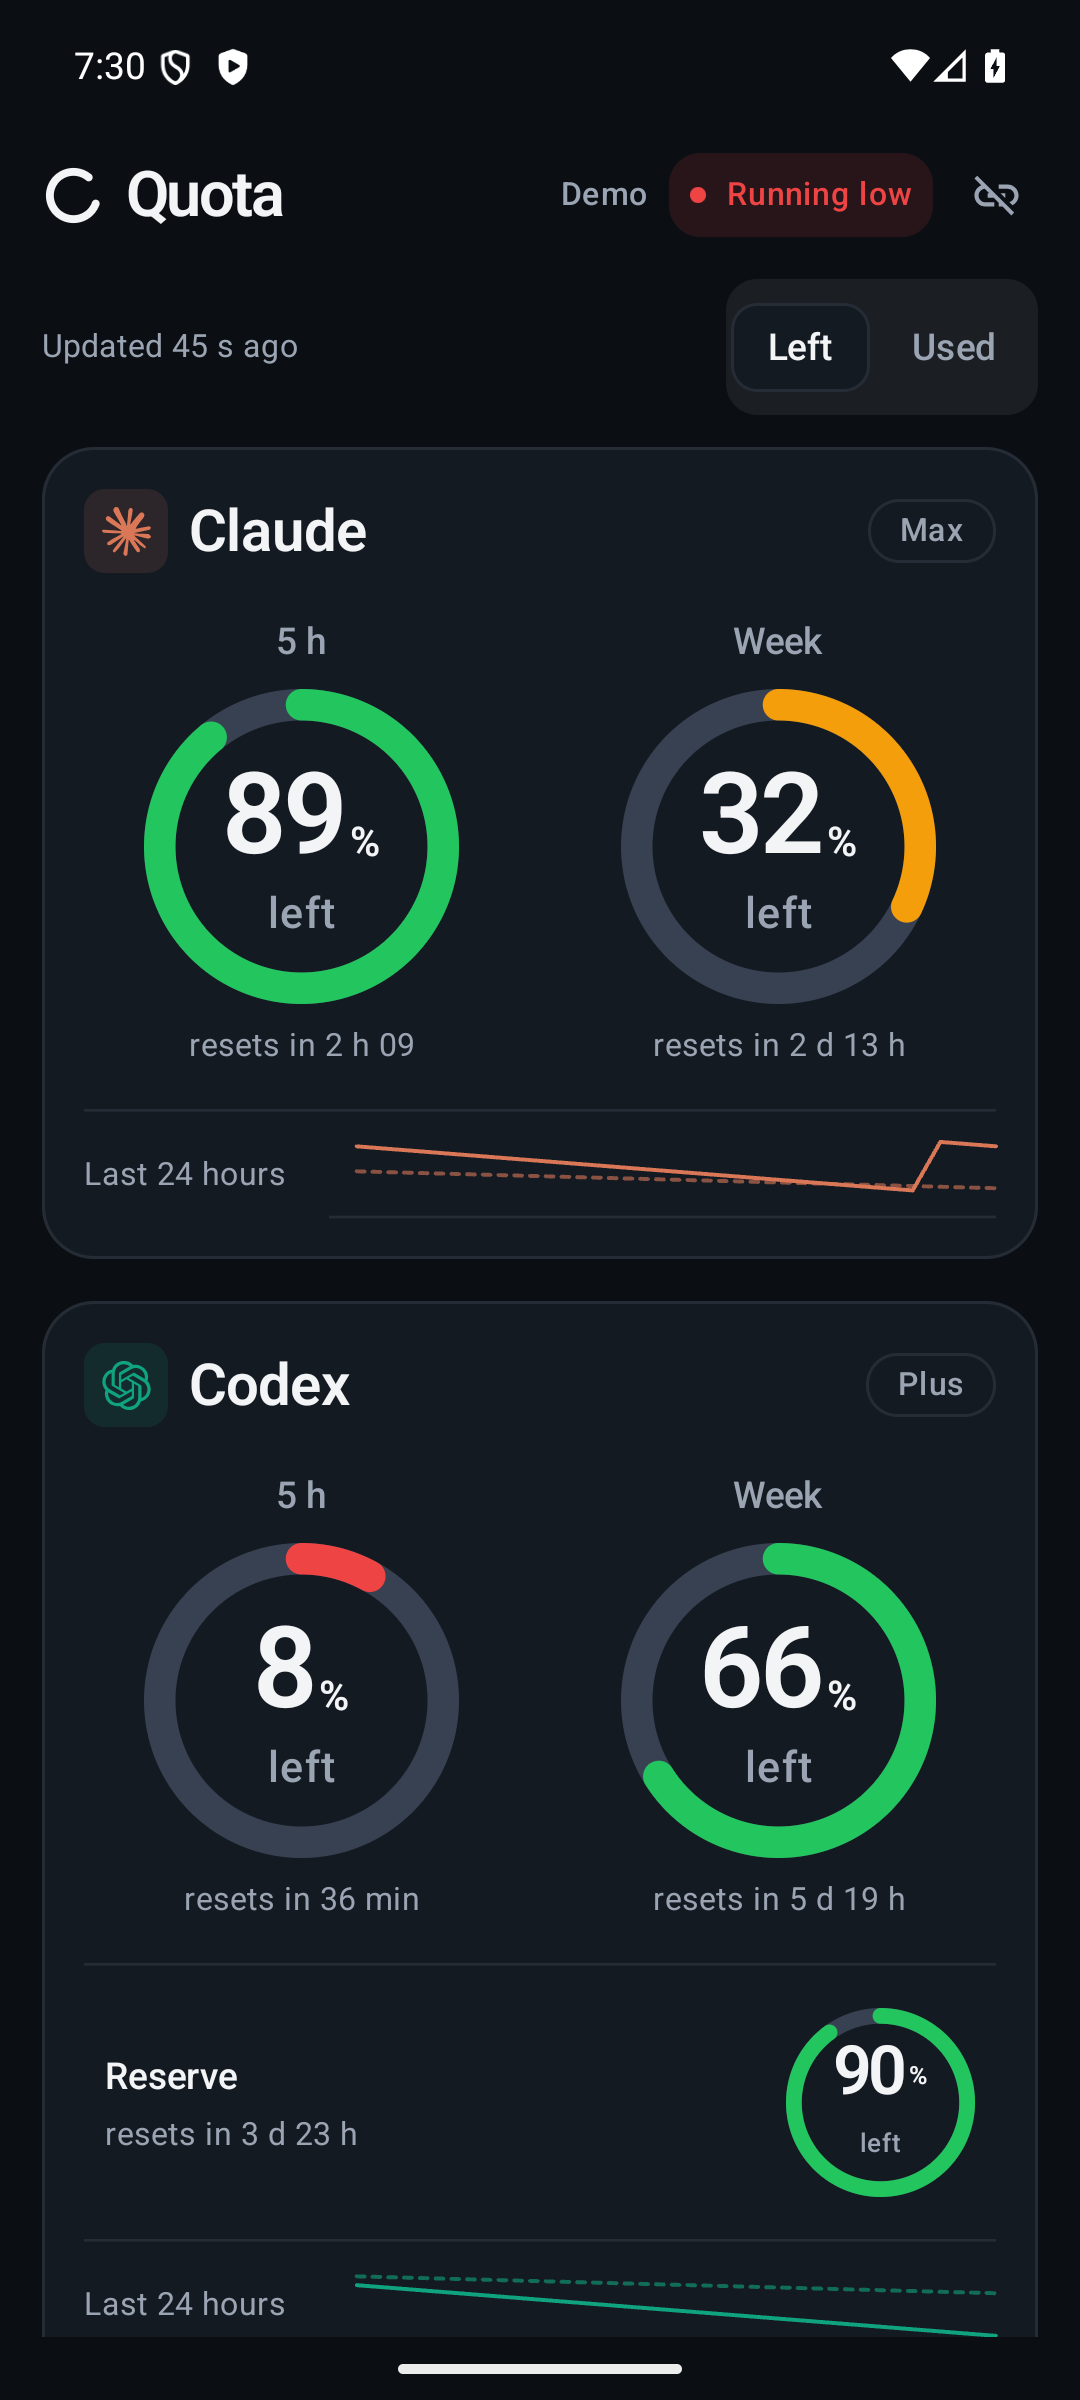 7:30
Quota
Demo
Running low
Updated 45 s ago
Left
Used
Claude
Max
5 h
Week
89%
left
32%
left
resets in 2 h 09
resets in 2 d 13 h
Last 24 hours
Codex
Plus
5 h
Week
8%
left
66%
left
resets in 36 min
resets in 5 d 19 h
Reserve
resets in 3 d 23 h
90%
left
Last 24 hours